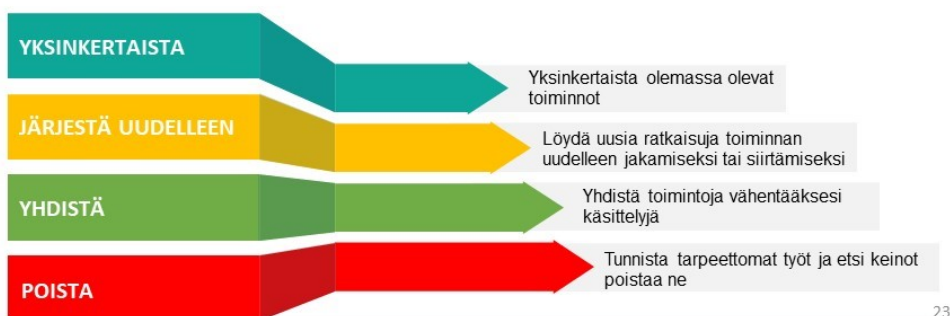 YKSINKERTAISTA
Yksinkertaista olemassa olevat
toiminnot
JÄRJESTÄ UUDELLEEN
Löydä uusia ratkaisuja toiminnan
uudelleen jakamiseksi tai siirtämiseksi
YHDISTÄ
Yhdistä toimintoja vähentääksesi
käsittelyjä
POISTA
Tunnista tarpeettomat työt ja etsi keinot
poistaa ne
23